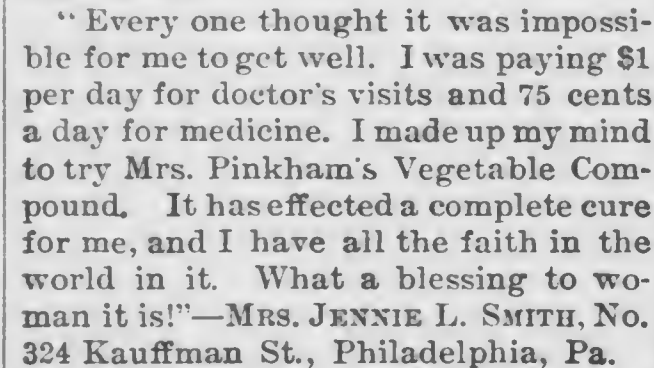 “Every one thought it was impossi-
ble for me to get well. I was paying $1
per day for doctor's visits and 75 cents
a day for medicine. I made up my mind
to try Mrs. Pinkham's Vegetable Com-
pound. It has effected a complete cure
for me, and I have all the faith in the
world in it. What a blessing to wo-
man it is!”—MRS. JENNIE L. SMITH, No.
324 Kauffman St., Philadelphia, Pa.